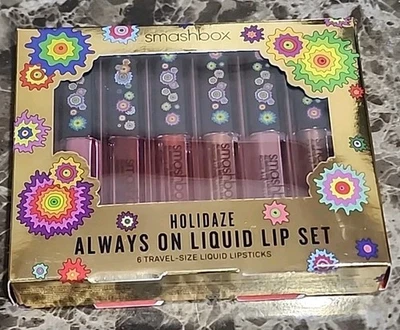 smashbox
HOLIDAZE
ALWAYS ON LIQUID LIP SET
6 TRAVEL-SIZE LIQUID LIPSTICKS